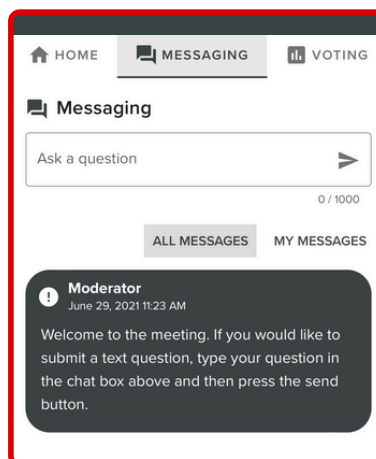 HOME MESSAGING VOTING
Messaging
Ask a question
0 / 1000
ALL MESSAGES MY MESSAGES
Moderator
June 29, 2021 11:23 AM
Welcome to the meeting. If you would like to
submit a text question, type your question in
the chat box above and then press the send
button.